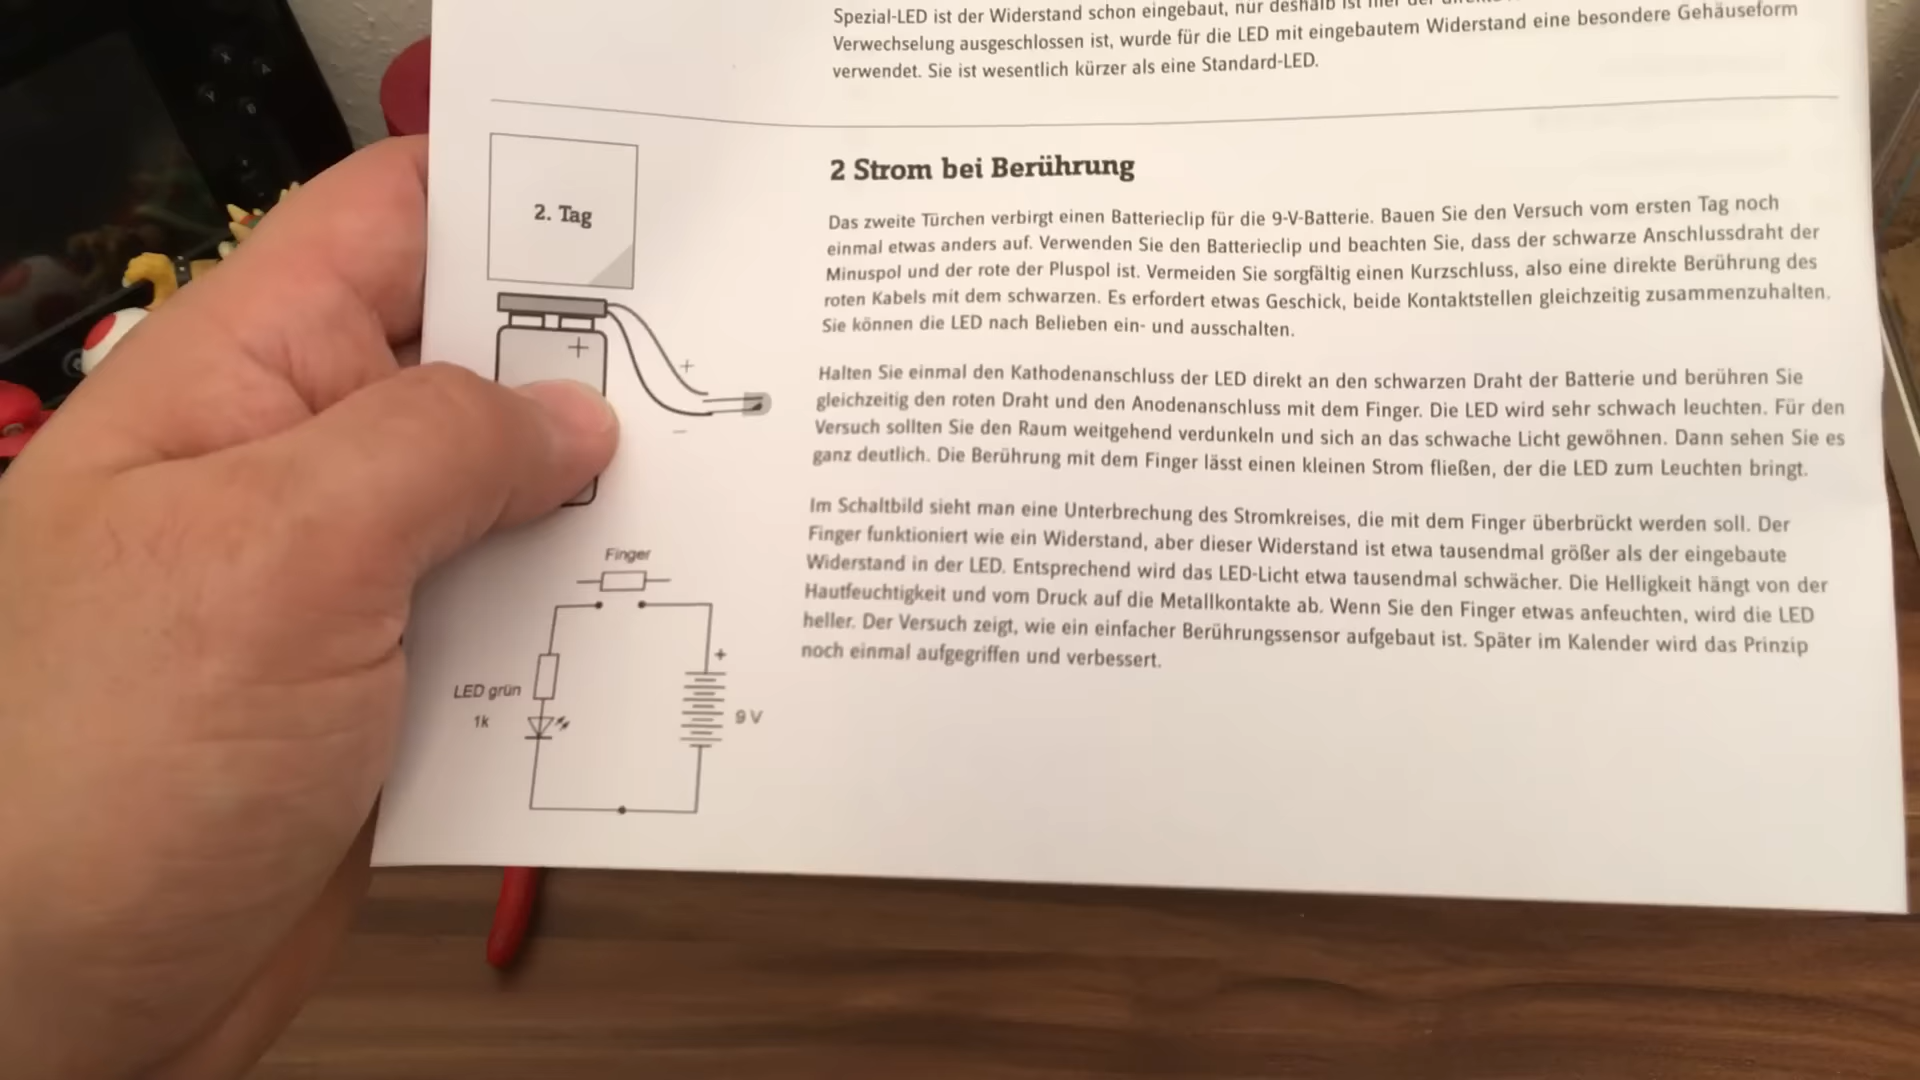 Spezial-LED ist der Widerstand schon eingebaut, nur deshalb ist hier der
Verwechselung ausgeschlossen ist, wurde für die LED mit eingebautem Widerstand eine besondere Gehäuseform
verwendet. Sie ist wesentlich kürzer als eine Standard-LED.
2. Tag
2 Strom bei Berührung
Das zweite Türchen verbirgt einen Batterieclip für die 9-V-Batterie. Bauen Sie den Versuch vom ersten Tag noch
einmal etwas anders auf. Verwenden Sie den Batterieclip und beachten Sie, dass der schwarze Anschlussdraht der
Minuspol und der rote der Pluspol ist. Vermeiden Sie sorgfältig einen Kurzschluss, also eine direkte Berührung des
roten Kabels mit dem schwarzen. Es erfordert etwas Geschick, beide Kontaktstellen gleichzeitig zusammenzuhalten.
Sie können die LED nach Belieben ein- und ausschalten.
Halten Sie einmal den Kathodenanschluss der LED direkt an den schwarzen Draht der Batterie und berühren Sie
gleichzeitig den roten Draht und den Anodenanschluss mit dem Finger. Die LED wird sehr schwach leuchten. Für den
Versuch sollten Sie den Raum weitgehend verdunkeln und sich an das schwache Licht gewöhnen. Dann sehen Sie es
ganz deutlich. Die Berührung mit dem Finger lässt einen kleinen Strom fließen, der die LED zum Leuchten bringt.
Im Schaltbild sieht man eine Unterbrechung des Stromkreises, die mit dem Finger überbrückt werden soll. Der
Finger funktioniert wie ein Widerstand, aber dieser Widerstand ist etwa tausendmal größer als der eingebaute
Widerstand in der LED. Entsprechend wird das LED-Licht etwa tausendmal schwächer. Die Helligkeit hängt von der
Hautfeuchtigkeit und vom Druck auf die Metallkontakte ab. Wenn Sie den Finger etwas anfeuchten, wird die LED
heller. Der Versuch zeigt, wie ein einfacher Berührungssensor aufgebaut ist. Später im Kalender wird das Prinzip
noch einmal aufgegriffen und verbessert.
+
+
−
Finger
+
LED grün
1k
9 V
X
A
Y
B